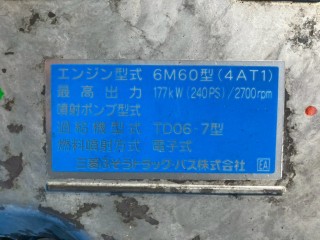 エンジン型式 6M60型(4AT1)
最高出力 177kW(240PS)/2700rpm
噴射ポンプ型式
過給機型式 TD06-7型
燃料噴射方式 電子式
三菱ふそうトラック・バス株式会社 EA